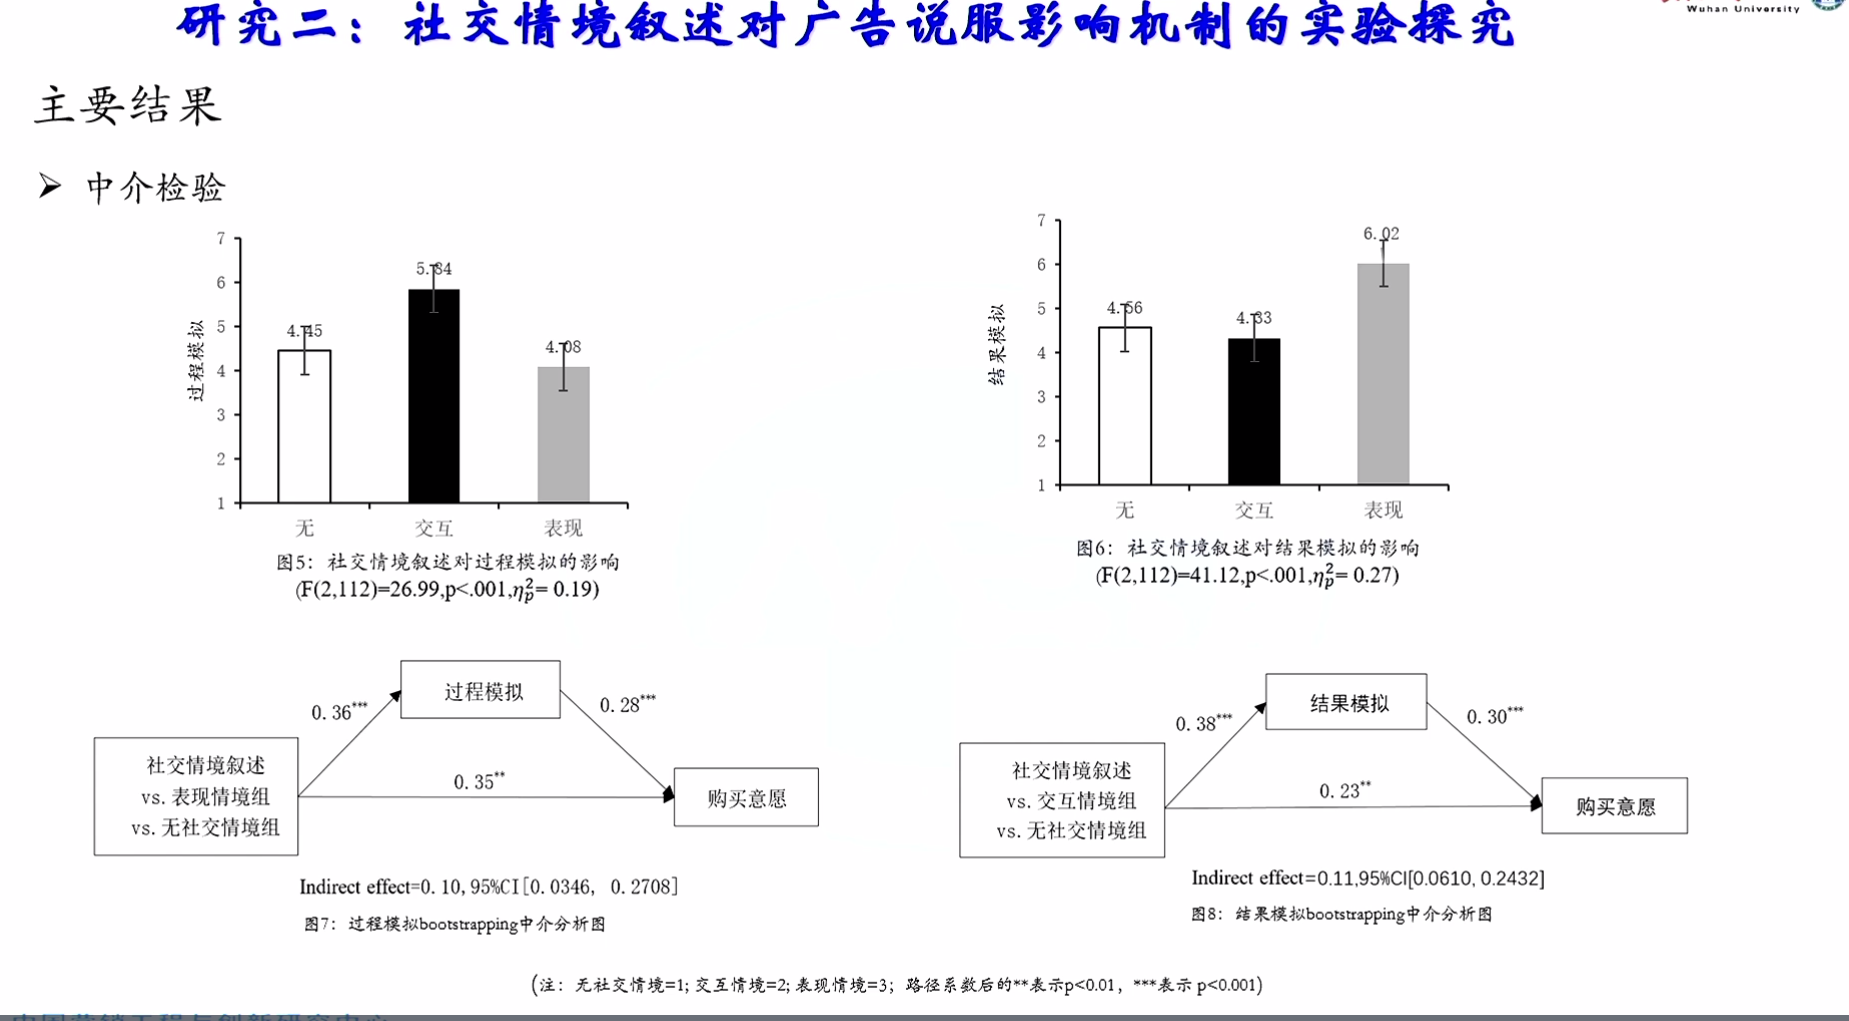 研究二：社交情境叙述对广告说服影响机制的实验探究
Wuhan University
主要结果
➢ 中介检验
7
6
5
4
3
2
1
过程模拟
4.45
5.84
4.08
无
交互
表现
图5：社交情境叙述对过程模拟的影响
(F(2,112)=26.99,p<.001,η²p= 0.19)
7
6
5
4
3
2
1
结果模拟
4.56
4.33
6.02
无
交互
表现
图6：社交情境叙述对结果模拟的影响
(F(2,112)=41.12,p<.001,η²p= 0.27)
过程模拟
0.36***
0.28***
社交情境叙述
vs.表现情境组
vs.无社交情境组
0.35**
购买意愿
Indirect effect=0.10,95%CI[0.0346, 0.2708]
图7：过程模拟bootstrapping中介分析图
结果模拟
0.38***
0.30***
社交情境叙述
vs.交互情境组
vs.无社交情境组
0.23**
购买意愿
Indirect effect=0.11,95%CI[0.0610, 0.2432]
图8：结果模拟bootstrapping中介分析图
(注：无社交情境=1;交互情境=2;表现情境=3；路径系数后的**表示p<0.01，***表示 p<0.001)